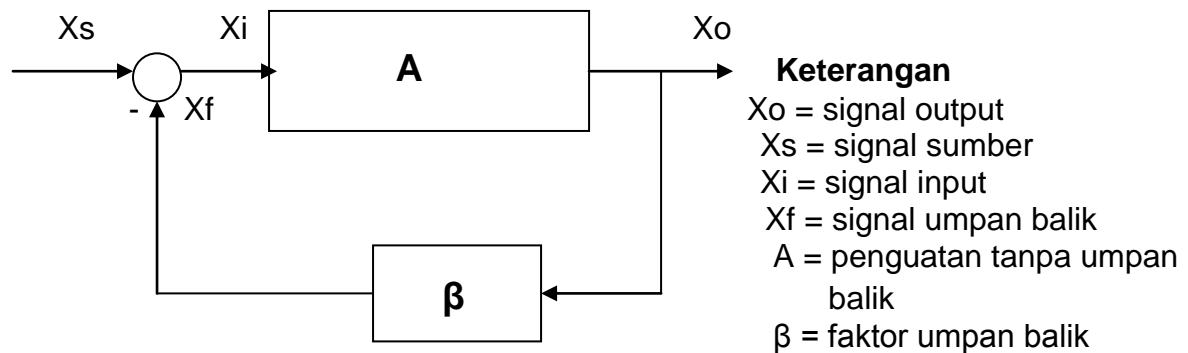 Xs
Xi
Xo
A
- Xf
β
Keterangan
Xo = signal output
Xs = signal sumber
Xi = signal input
Xf = signal umpan balik
A = penguatan tanpa umpan
balik
β = faktor umpan balik